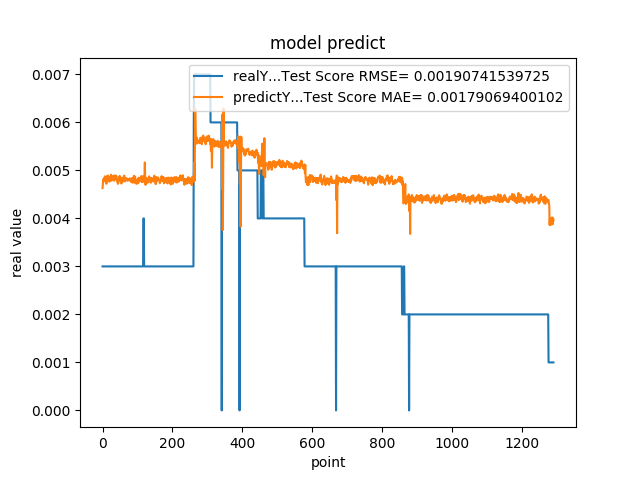 model predict
realY...Test Score RMSE= 0.00190741539725
predictY...Test Score MAE= 0.00179069400102
0.007
0.006
0.005
0.004
0.003
0.002
0.001
0.000
real value
0 200 400 600 800 1000 1200
point